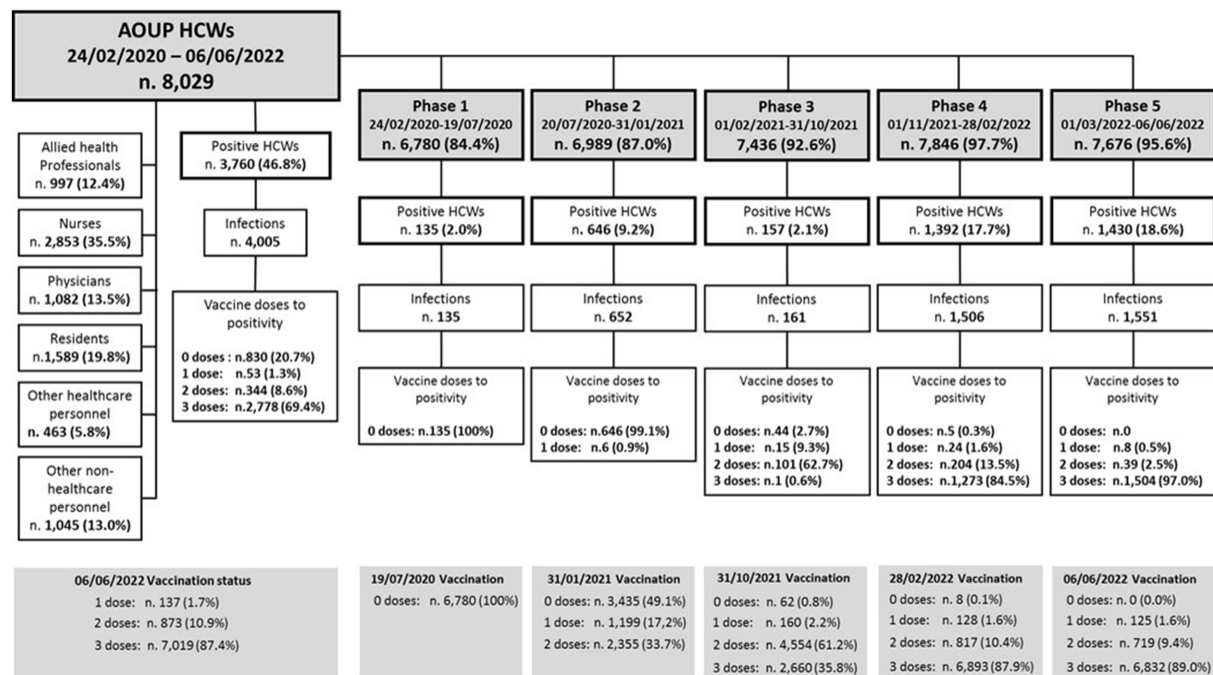 AOUP HCWs
24/02/2020 – 06/06/2022
n. 8,029
Allied health
Professionals
n. 997 (12.4%)
Nurses
n. 2,853 (35.5%)
Physicians
n. 1,082 (13.5%)
Residents
n.1,589 (19.8%)
Other healthcare
personnel
n. 463 (5.8%)
Other non-
healthcare
personnel
n. 1,045 (13.0%)
Positive HCWs
n. 3,760 (46.8%)
Infections
n. 4,005
Vaccine doses to
positivity
0 doses : n.830 (20.7%)
1 dose: n.53 (1.3%)
2 doses: n.344 (8.6%)
3 doses: n.2,778 (69.4%)
Phase 1
24/02/2020-19/07/2020
n. 6,780 (84.4%)
Positive HCWs
n. 135 (2.0%)
Infections
n. 135
Vaccine doses to
positivity
0 doses: n.135 (100%)
Phase 2
20/07/2020-31/01/2021
n. 6,989 (87.0%)
Positive HCWs
n. 646 (9.2%)
Infections
n. 652
Vaccine doses to
positivity
0 doses: n.646 (99.1%)
1 dose: n.6 (0.9%)
Phase 3
01/02/2021-31/10/2021
7,436 (92.6%)
Positive HCWs
n. 157 (2.1%)
Infections
n. 161
Vaccine doses to
positivity
0 doses: n.44 (2.7%)
1 dose: n.15 (9.3%)
2 doses: n.101 (62.7%)
3 doses: n.1 (0.6%)
Phase 4
01/11/2021-28/02/2022
n. 7,846 (97.7%)
Positive HCWs
n. 1,392 (17.7%)
Infections
n. 1,506
Vaccine doses to
positivity
0 doses: n.5 (0.3%)
1 dose: n.24 (1.6%)
2 doses: n.204 (13.5%)
3 doses: n.1,273 (84.5%)
Phase 5
01/03/2022-06/06/2022
n. 7,676 (95.6%)
Positive HCWs
n. 1,430 (18.6%)
Infections
n. 1,551
Vaccine doses to
positivity
0 doses: n.0
1 dose: n.8 (0.5%)
2 doses: n.39 (2.5%)
3 doses: n.1,504 (97.0%)
06/06/2022 Vaccination status
1 dose: n. 137 (1.7%)
2 doses: n. 873 (10.9%)
3 doses: n. 7,019 (87.4%)
19/07/2020 Vaccination
0 doses: n. 6,780 (100%)
31/01/2021 Vaccination
0 doses: n. 3,435 (49.1%)
1 dose: n. 1,199 (17,2%)
2 doses: n. 2,355 (33.7%)
31/10/2021 Vaccination
0 doses: n. 62 (0.8%)
1 dose: n. 160 (2.2%)
2 doses: n. 4,554 (61.2%)
3 doses: n. 2,660 (35.8%)
28/02/2022 Vaccination
0 doses: n. 8 (0.1%)
1 dose: n. 128 (1.6%)
2 doses: n. 817 (10.4%)
3 doses: n. 6,893 (87.9%)
06/06/2022 Vaccination
0 doses: n. 0 (0.0%)
1 dose: n. 125 (1.6%)
2 doses: n. 719 (9.4%)
3 doses: n. 6,832 (89.0%)